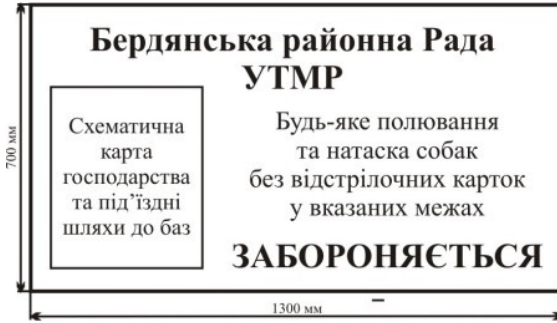 Бердянська районна Рада
УТМР
Схематична
карта
господарства
та під’їздні
шляхи до баз
Будь-яке полювання
та натаска собак
без відстрілочних карток
у вказаних межах
ЗАБОРОНЯЄТЬСЯ
700 мм
1300 мм